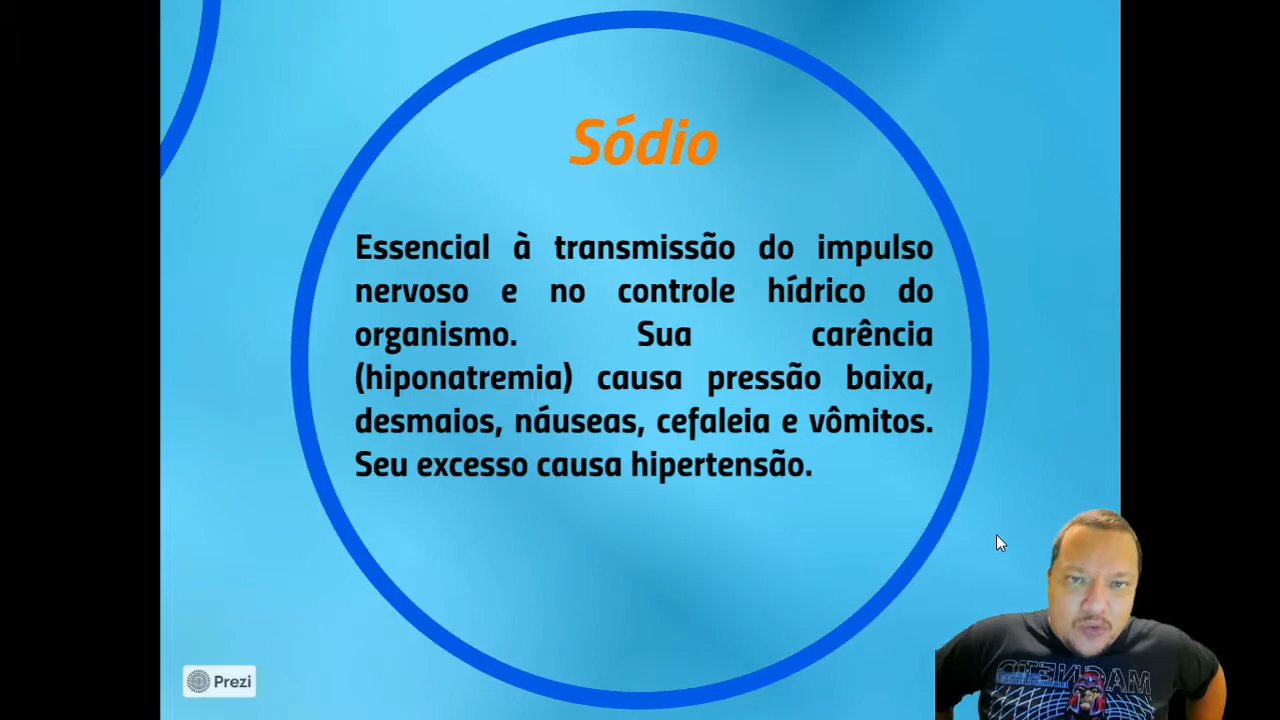 Sódio
Essencial à transmissão do impulso
nervoso e no controle hídrico do
organismo. Sua carência
(hiponatremia) causa pressão baixa,
desmaios, náuseas, cefaleia e vômitos.
Seu excesso causa hipertensão.
Prezi
MAGNETO